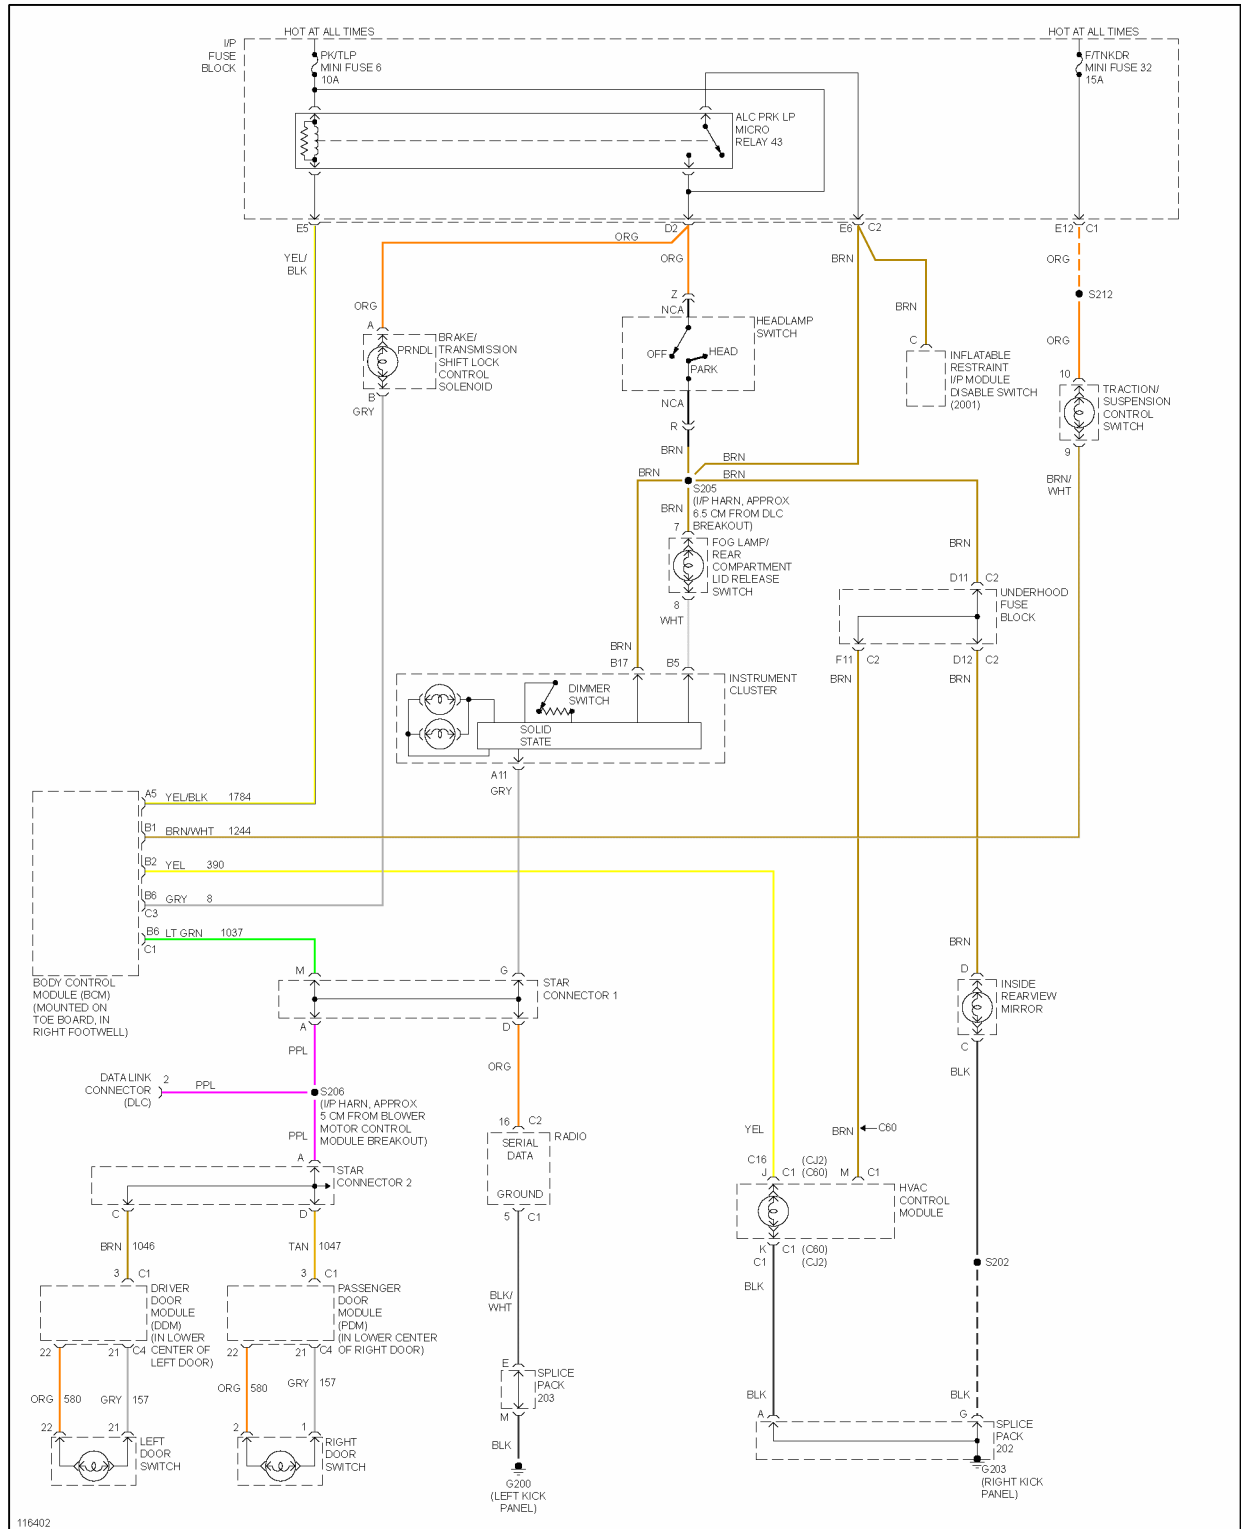 HOT AT ALL TIMES
HOT AT ALL TIMES
I/P
FUSE
BLOCK
PK/TLP
MINI FUSE 6
10A
F/TNKDR
MINI FUSE 32
15A
ALC PRK LP
MICRO
RELAY 43
E5
D2
E6
C2
E12
C1
YEL/
BLK
ORG
ORG
BRN
ORG
S212
ORG
A
PRNDL
BRAKE/
TRANSMISSION
SHIFT LOCK
CONTROL
SOLENOID
B
GRY
Z
NCA
HEADLAMP
SWITCH
OFF
HEAD
PARK
NCA
R
BRN
BRN
C
INFLATABLE
RESTRAINT
I/P MODULE
DISABLE SWITCH
(2001)
ORG
10
TRACTION/
SUSPENSION
CONTROL
SWITCH
9
BRN/
WHT
BRN
BRN
BRN
S205
(I/P HARN, APPROX
6.5 CM FROM DLC
BREAKOUT)
BRN
7
FOG LAMP/
REAR
COMPARTMENT
LID RELEASE
SWITCH
8
WHT
BRN
D11
C2
UNDERHOOD
FUSE
BLOCK
F11
C2
D12
C2
BRN
BRN
BRN
B17
B5
INSTRUMENT
CLUSTER
DIMMER
SWITCH
SOLID
STATE
A11
GRY
A5
YEL/BLK
1784
B1
BRN/WHT
1244
B2
YEL
390
B6
GRY
8
C3
B6
LT GRN
1037
C1
BODY CONTROL
MODULE (BCM)
(MOUNTED ON
TOE BOARD, IN
RIGHT FOOTWELL)
M
G
STAR
CONNECTOR 1
A
D
PPL
ORG
BRN
D
INSIDE
REARVIEW
MIRROR
C
BLK
DATA LINK
CONNECTOR
(DLC)
2
PPL
S206
(I/P HARN, APPROX
5 CM FROM BLOWER
MOTOR CONTROL
MODULE BREAKOUT)
PPL
A
STAR
CONNECTOR 2
C
D
16
C2
RADIO
SERIAL
DATA
GROUND
5
C1
YEL
BRN
C60
C16
(CJ2)
J
C1
(C60)
M
C1
HVAC
CONTROL
MODULE
K
C1
(C60)
C1
(CJ2)
BLK
S202
BRN
1046
TAN
1047
3
C1
3
C1
DRIVER
DOOR
MODULE
(DDM)
(IN LOWER
CENTER OF
LEFT DOOR)
PASSENGER
DOOR
MODULE
(PDM)
(IN LOWER CENTER
OF RIGHT DOOR)
22
21
C4
22
21
C4
BLK/
WHT
E
SPLICE
PACK
203
M
BLK
G200
(LEFT KICK
PANEL)
ORG
580
GRY
157
ORG
580
GRY
157
22
21
2
1
LEFT
DOOR
SWITCH
RIGHT
DOOR
SWITCH
BLK
BLK
A
G
SPLICE
PACK
202
G203
(RIGHT KICK
PANEL)
116402